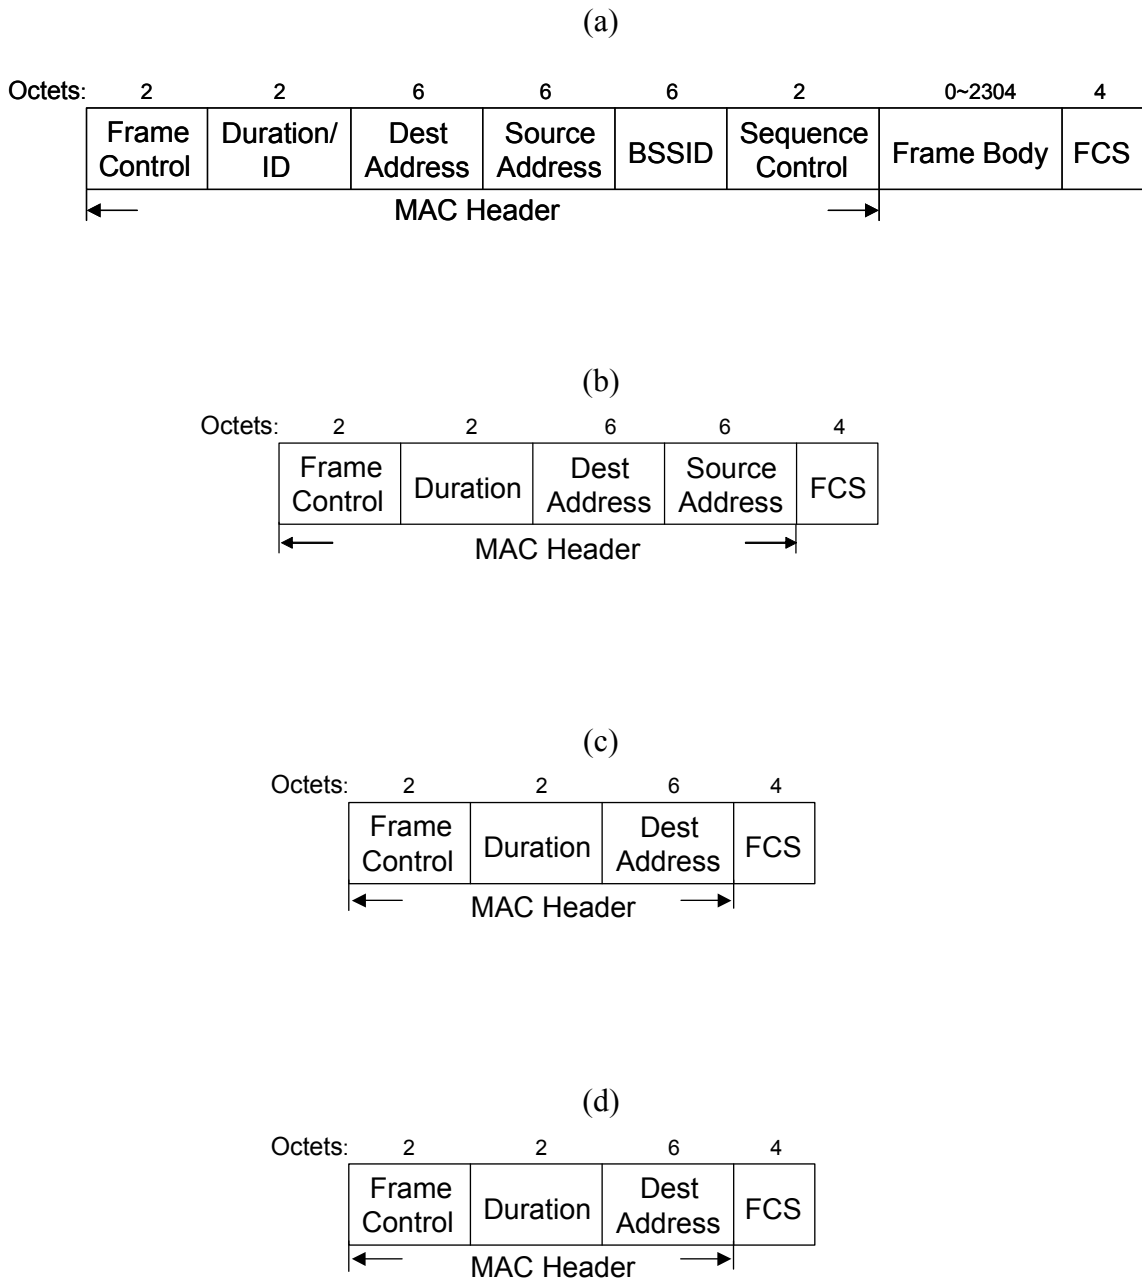 (a)
Octets: 2 2 6 6 6 2 0~2304 4
Frame Control Duration/ ID Dest Address Source Address BSSID Sequence Control Frame Body FCS
MAC Header
(b)
Octets: 2 2 6 6 4
Frame Control Duration Dest Address Source Address FCS
MAC Header
(c)
Octets: 2 2 6 4
Frame Control Duration Dest Address FCS
MAC Header
(d)
Octets: 2 2 6 4
Frame Control Duration Dest Address FCS
MAC Header